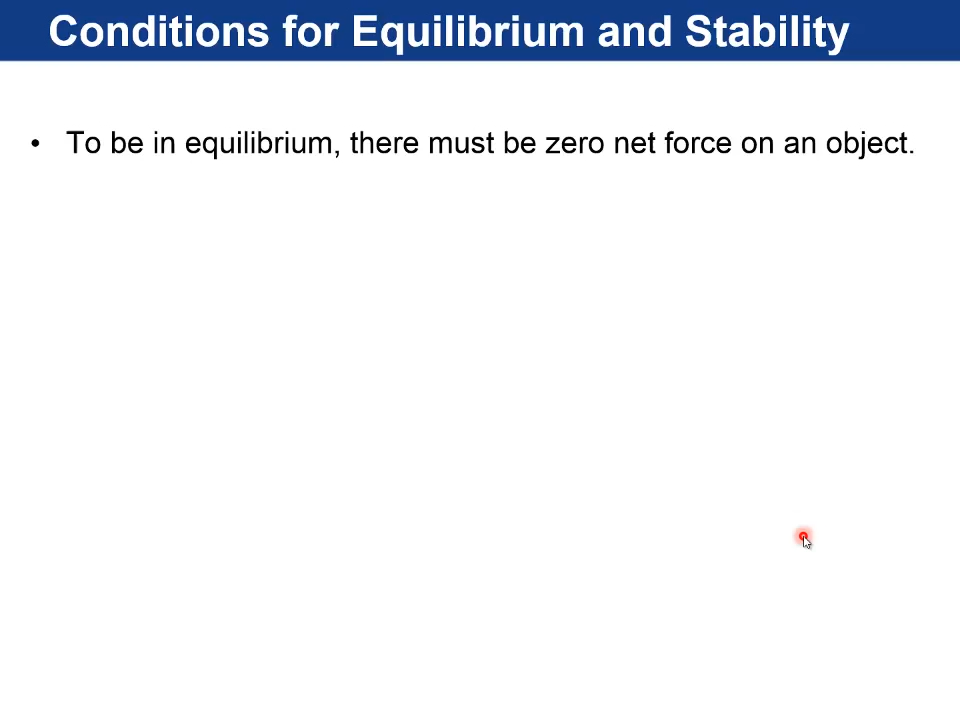 Conditions for Equilibrium and Stability
• To be in equilibrium, there must be zero net force on an object.